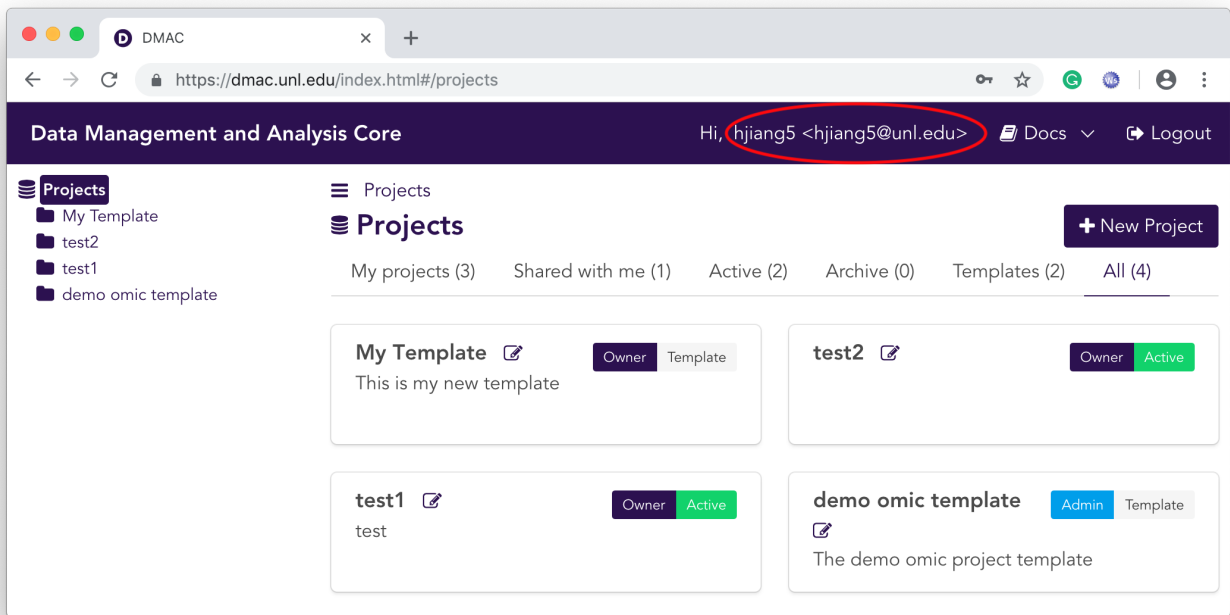 DMAC
https://dmac.unl.edu/index.html#/projects
Data Management and Analysis Core
Hi, hjiang5 <hjiang5@unl.edu>
Docs
Logout
Projects
My Template
test2
test1
demo omic template
Projects
Projects
New Project
My projects (3) Shared with me (1) Active (2) Archive (0) Templates (2) All (4)
My Template
Owner Template
This is my new template
test2
Owner Active
test1
Owner Active
test
demo omic template
Admin Template
The demo omic project template